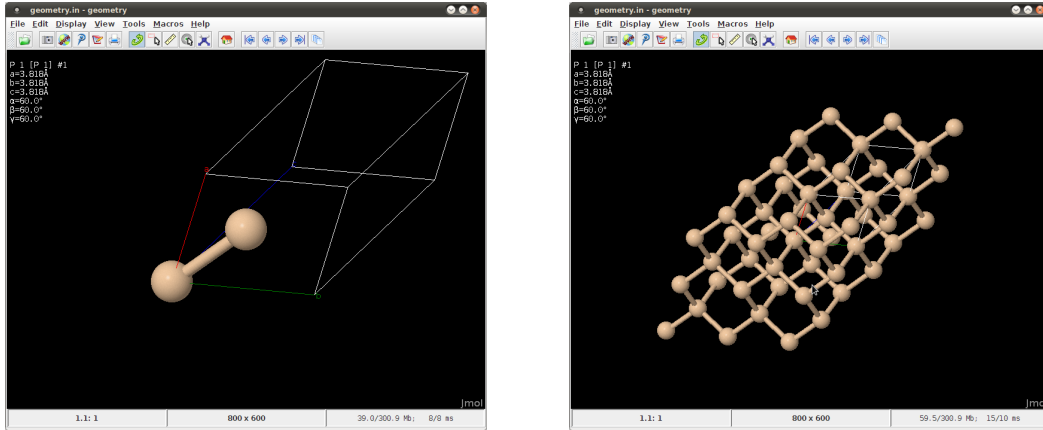 geometry.in - geometry
File Edit Display View Tools Macros Help
P 1 [P 1] #1
a=3.818Å
b=3.818Å
c=3.818Å
α=60.0°
β=60.0°
γ=60.0°
Jmol
1.1: 1
800 x 600
39.0/300.9 Mb; 8/8 ms
geometry.in - geometry
File Edit Display View Tools Macros Help
P 1 [P 1] #1
a=3.818Å
b=3.818Å
c=3.818Å
α=60.0°
β=60.0°
γ=60.0°
Jmol
1.1: 1
800 x 600
59.5/300.9 Mb; 15/10 ms